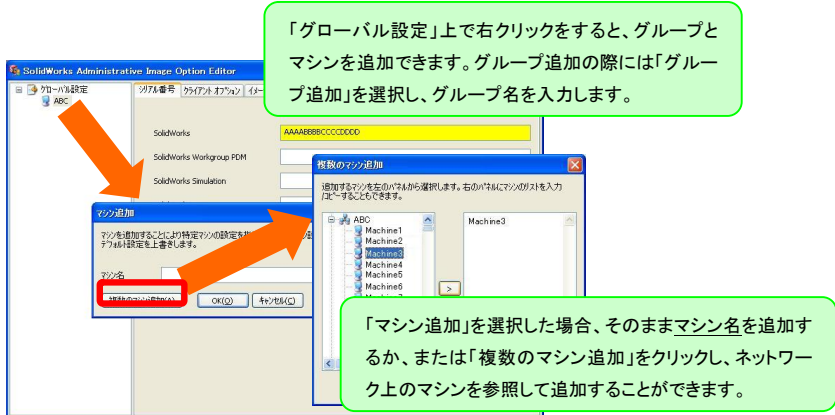 「グローバル設定」上で右クリックをすると、グループと
マシンを追加できます。グループ追加の際には「グルー
プ追加」を選択し、グループ名を入力します。
SolidWorks Administrative Image Option Editor
グローバル設定
ABC
シリアル番号 クライアント オプション イメー
SolidWorks
AAAABBBBCCCCDDDD
SolidWorks Workgroup PDM
SolidWorks Simulation
複数のマシン追加
追加するマシンを左のパネルから選択します。右のパネルにマシンのリストを入力
/コピーすることもできます。
ABC
Machine1
Machine2
Machine3
Machine4
Machine5
Machine6
Machine3
>
マシン追加
マシンを追加することにより特定マシンの設定を
デフォルト設定を上書きします。
マシン名
OK(O) キャンセル(C)
「マシン追加」を選択した場合、そのままマシン名を追加す
るか、または「複数のマシン追加」をクリックし、ネットワー
ク上のマシンを参照して追加することができます。